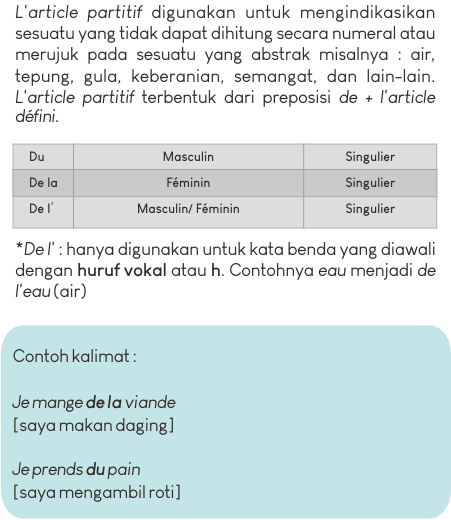 L'article partitif digunakan untuk mengindikasikan
sesuatu yang tidak dapat dihitung secara numeral atau
merujuk pada sesuatu yang abstrak misalnya : air,
tepung, gula, keberanian, semangat, dan lain-lain.
L'article partitif terbentuk dari preposisi de + l'article
défini.
Du Masculin Singulier
De la Féminin Singulier
De l' Masculin/ Féminin Singulier
*De l' : hanya digunakan untuk kata benda yang diawali
dengan huruf vokal atau h. Contohnya eau menjadi de
l'eau (air)
Contoh kalimat :
Je mange de la viande
[saya makan daging]
Je prends du pain
[saya mengambil roti]